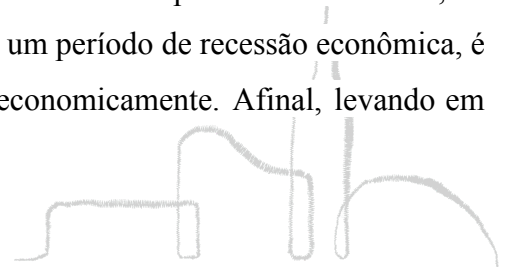 um período de recessão econômica, é
economicamente. Afinal, levando em